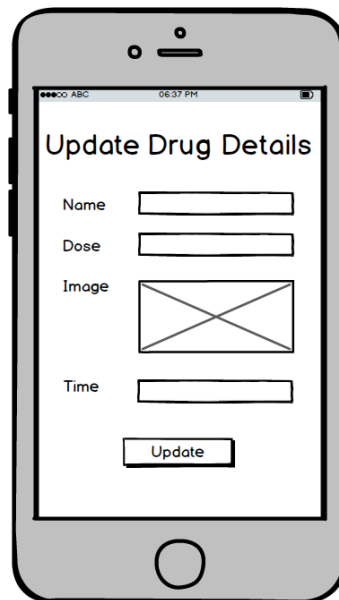 ABC 06:37 PM
Update Drug Details
Name
Dose
Image
Time
Update